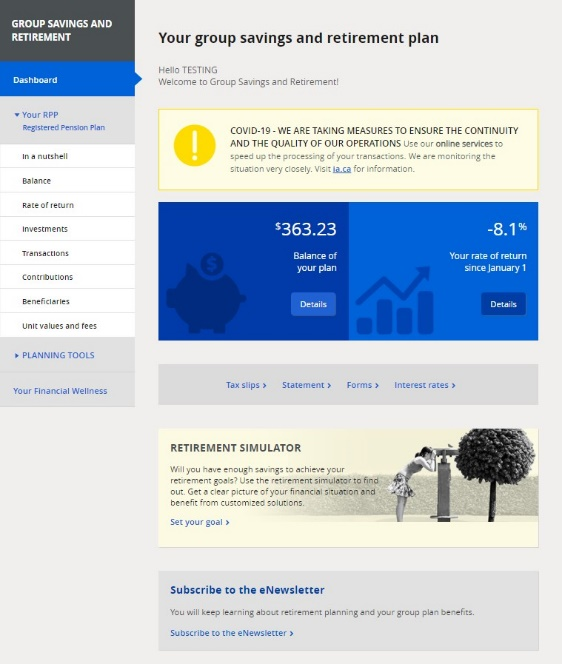 GROUP SAVINGS AND
RETIREMENT
Dashboard
Your RPP
Registered Pension Plan
In a nutshell
Balance
Rate of return
Investments
Transactions
Contributions
Beneficiaries
Unit values and fees
PLANNING TOOLS
Your Financial Wellness
Your group savings and retirement plan
Hello TESTING
Welcome to Group Savings and Retirement!
COVID-19 - WE ARE TAKING MEASURES TO ENSURE THE CONTINUITY
AND THE QUALITY OF OUR OPERATIONS Use our online services to
speed up the processing of your transactions. We are monitoring the
situation very closely. Visit ia.ca for information.
$363.23
Balance of
your plan
Details
-8.1%
Your rate of return
since January 1
Details
Tax slips › Statement › Forms › Interest rates ›
RETIREMENT SIMULATOR
Will you have enough savings to achieve your
retirement goals? Use the retirement simulator to find
out. Get a clear picture of your financial situation and
benefit from customized solutions.
Set your goal ›
Subscribe to the eNewsletter
You will keep learning about retirement planning and your group plan benefits.
Subscribe to the eNewsletter ›